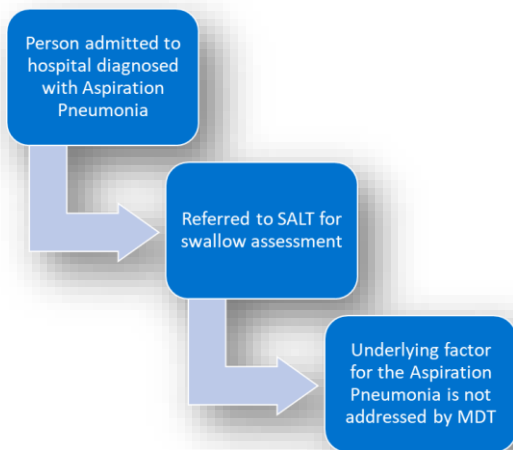 Person admitted to
hospital diagnosed
with Aspiration
Pneumonia
Referred to SALT for
swallow assessment
Underlying factor
for the Aspiration
Pneumonia is not
addressed by MDT